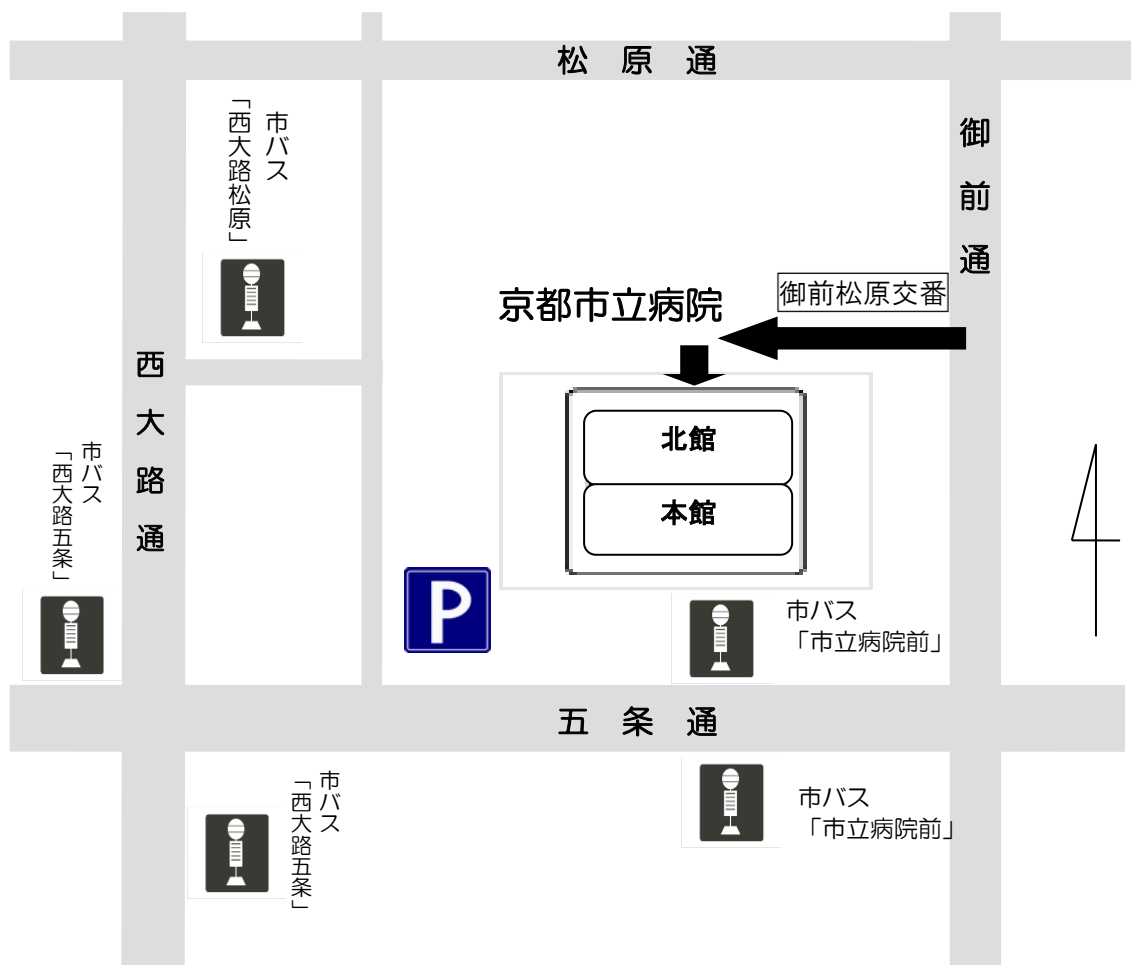 松原通
御前通
市バス
「西大路松原」
御前松原交番
京都市立病院
西大路通
北館
本館
市バス
「西大路五条」
P
市バス
「市立病院前」
五条通
市バス
「西大路五条」
市バス
「市立病院前」